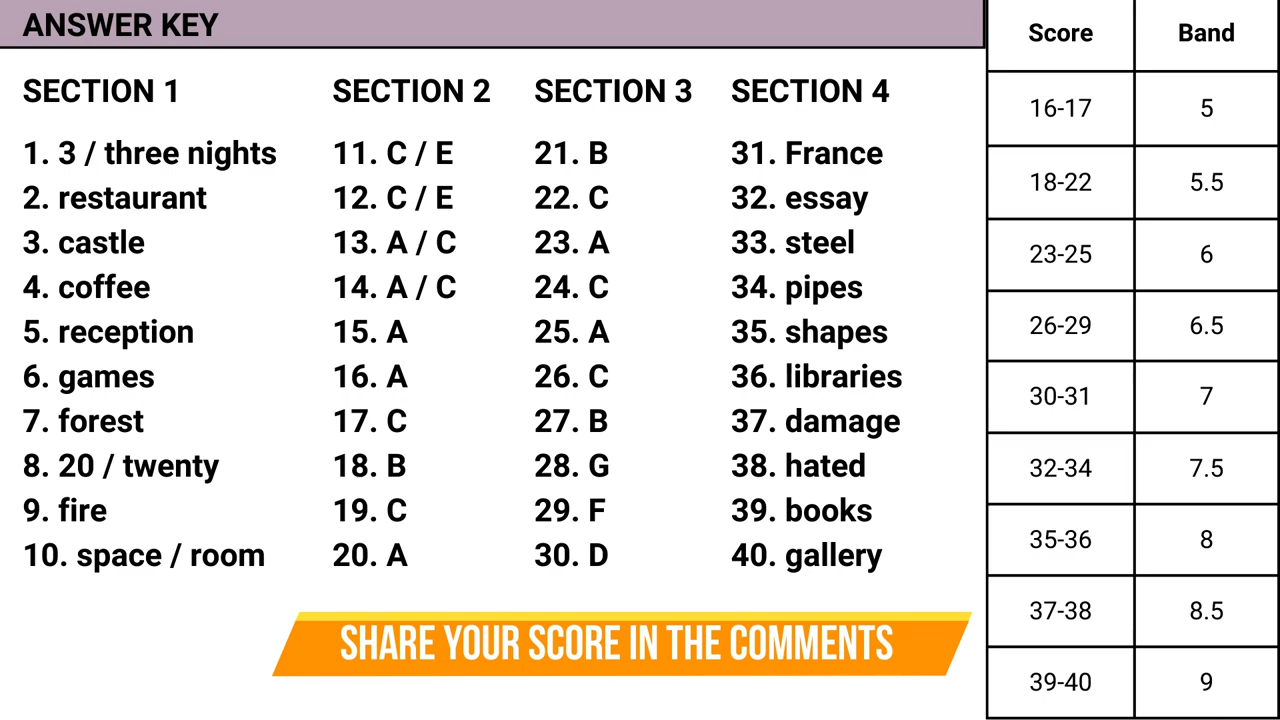 ANSWER KEY
SECTION 1
1. 3 / three nights
2. restaurant
3. castle
4. coffee
5. reception
6. games
7. forest
8. 20 / twenty
9. fire
10. space / room
SECTION 2
11. C / E
12. C / E
13. A / C
14. A / C
15. A
16. A
17. C
18. B
19. C
20. A
SECTION 3
21. B
22. C
23. A
24. C
25. A
26. C
27. B
28. G
29. F
30. D
SECTION 4
31. France
32. essay
33. steel
34. pipes
35. shapes
36. libraries
37. damage
38. hated
39. books
40. gallery
SHARE YOUR SCORE IN THE COMMENTS
Score Band
16-17 5
18-22 5.5
23-25 6
26-29 6.5
30-31 7
32-34 7.5
35-36 8
37-38 8.5
39-40 9